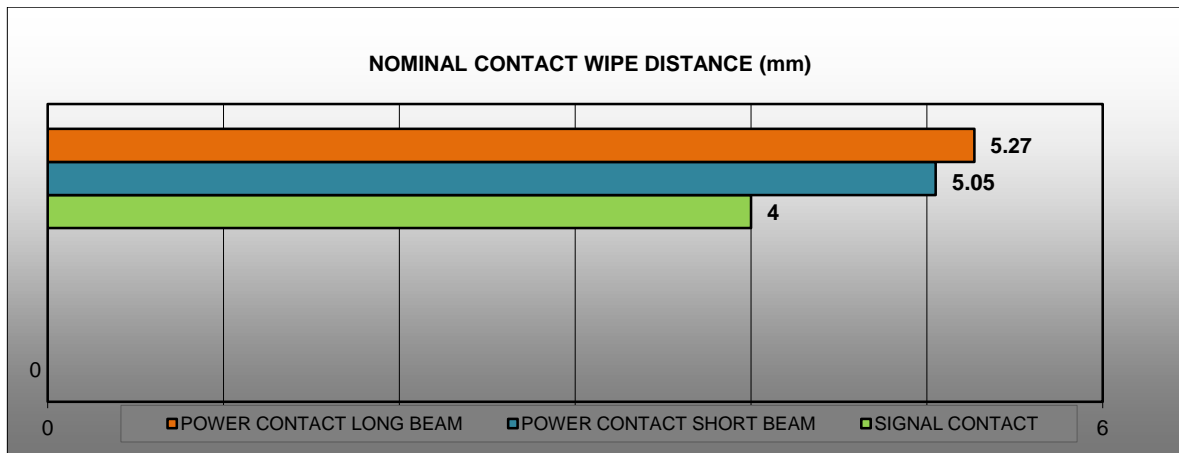 NOMINAL CONTACT WIPE DISTANCE (mm)
5.27
5.05
4
0
POWER CONTACT LONG BEAM POWER CONTACT SHORT BEAM SIGNAL CONTACT
0 6